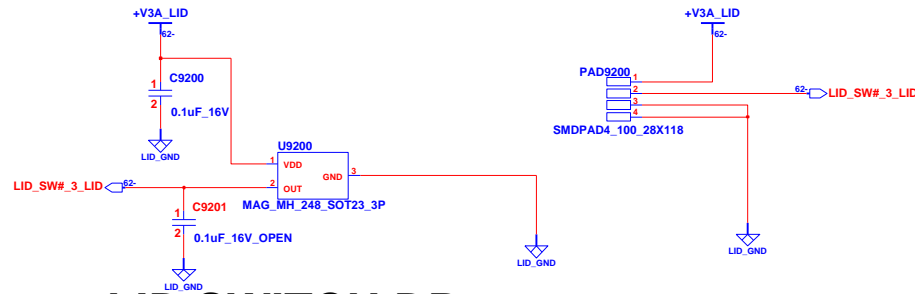 +V3A_LID
62-
1
C9200
2
0.1uF_16V
LID_GND
U9200
1
VDD
GND
3
LID_SW#_3_LID
62-
2
OUT
MAG_MH_248_SOT23_3P
1
C9201
2
0.1uF_16V_OPEN
LID_GND
LID_GND
+V3A_LID
62-
PAD9200
1
2
62-
LID_SW#_3_LID
3
4
SMDPAD4_100_28X118
LID_GND